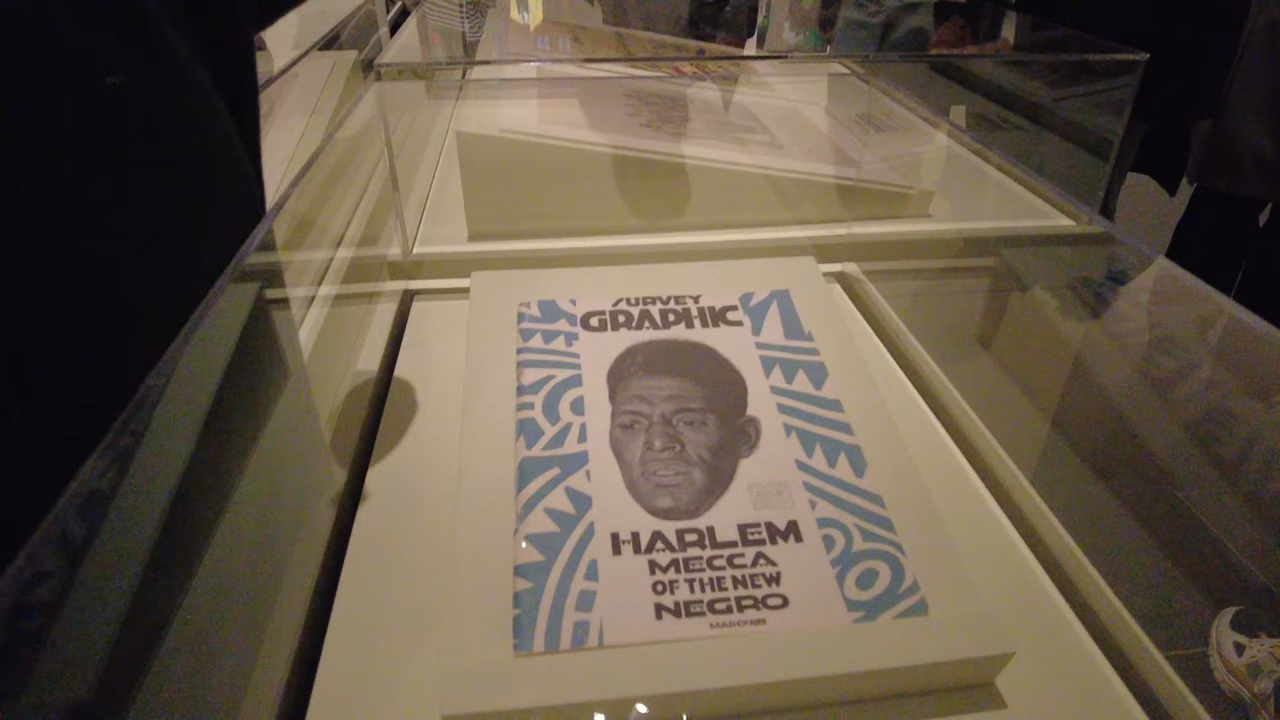 SURVEY
GRAPHIC
HARLEM
MECCA
OF THE NEW
NEGRO